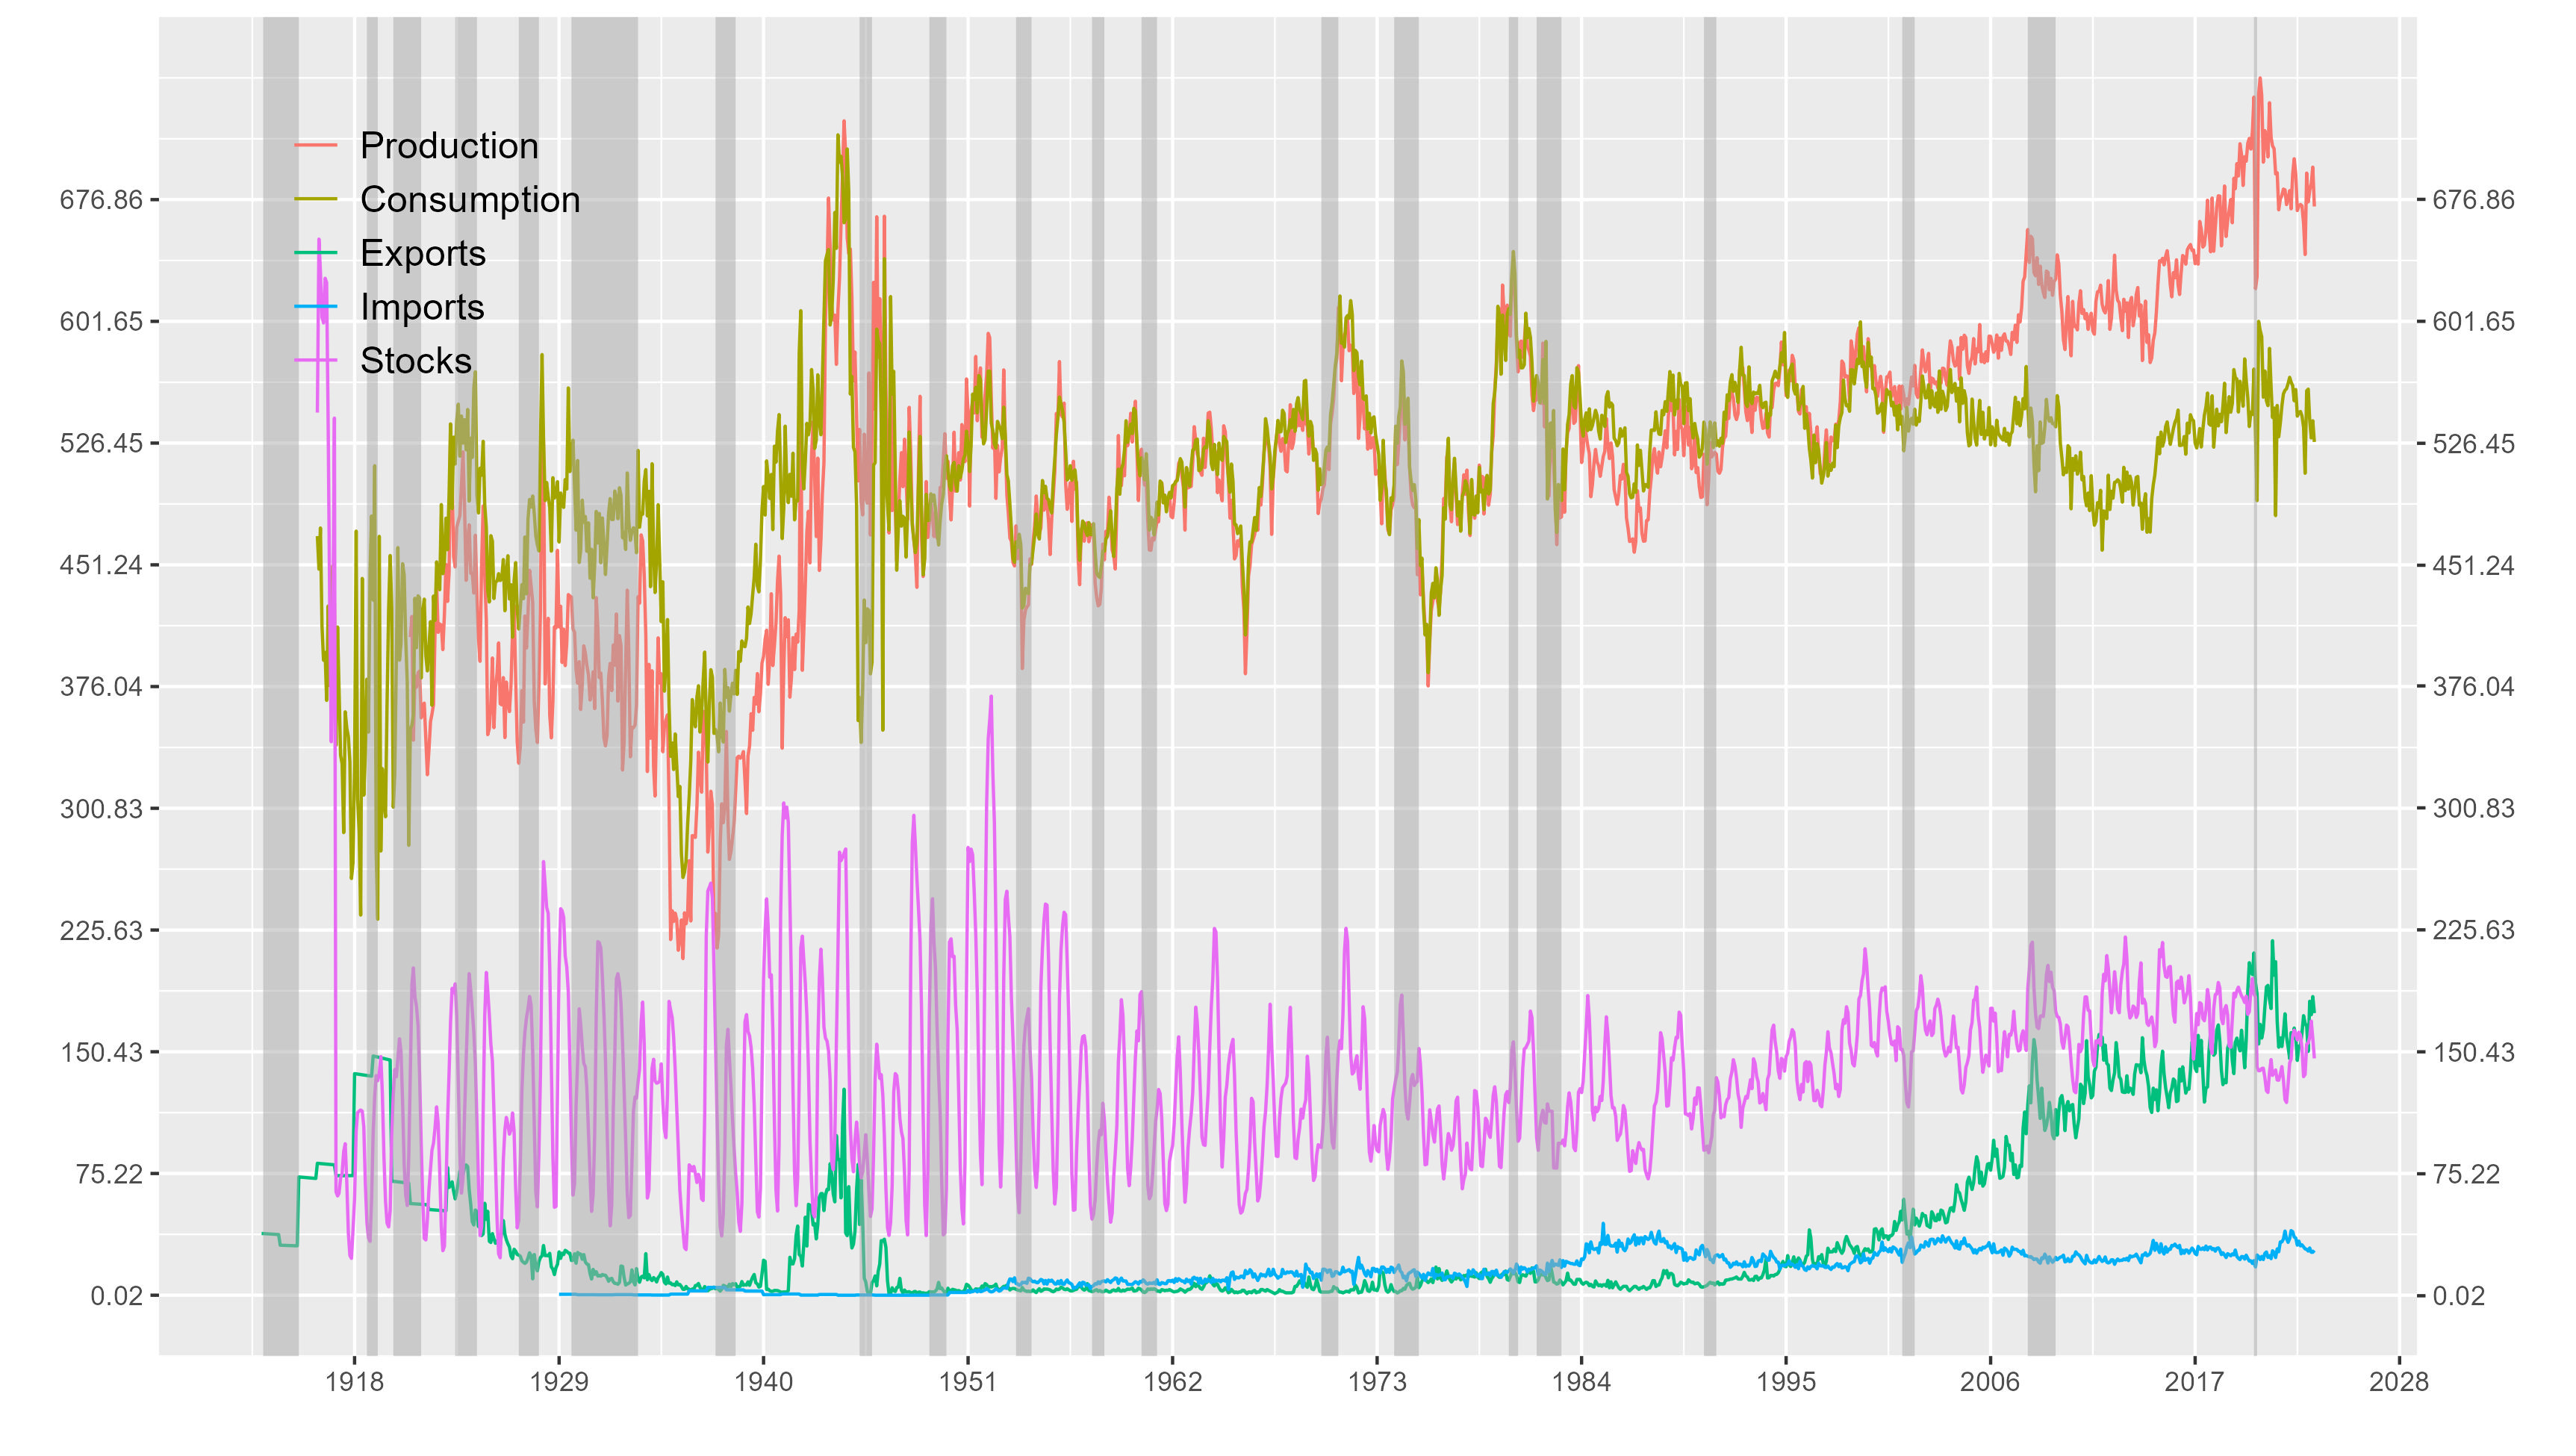 Production
Consumption
Exports
Imports
Stocks
676.86 676.86
601.65 601.65
526.45 526.45
451.24 451.24
376.04 376.04
300.83 300.83
225.63 225.63
150.43 150.43
75.22 75.22
0.02 0.02
1918 1929 1940 1951 1962 1973 1984 1995 2006 2017 2028